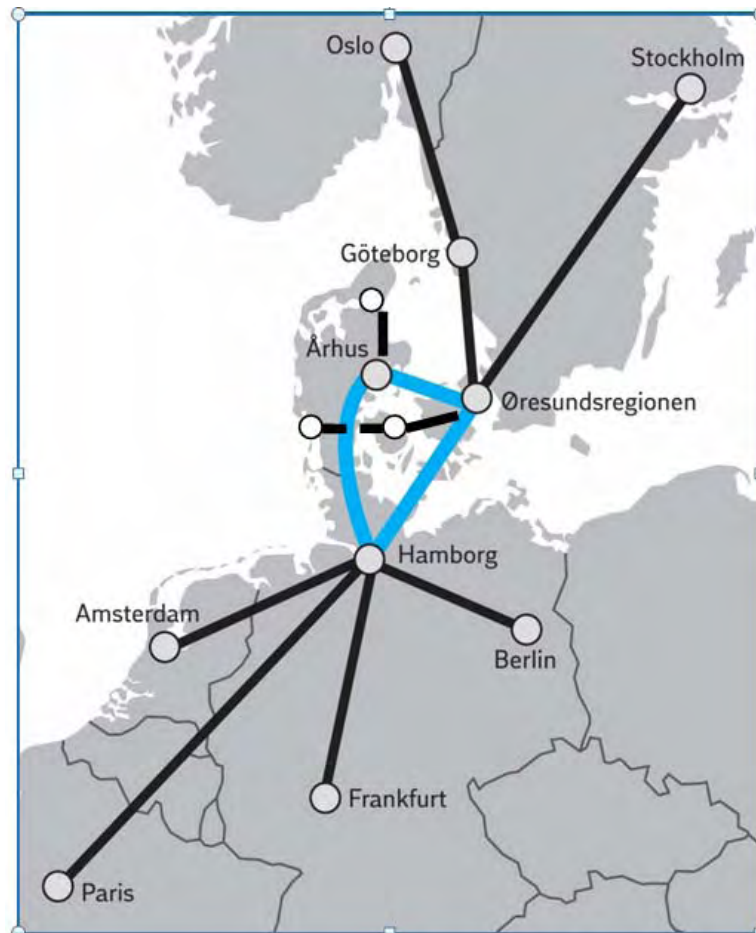 Oslo
Stockholm
Göteborg
Århus
Øresundsregionen
Hamborg
Amsterdam
Berlin
Frankfurt
Paris